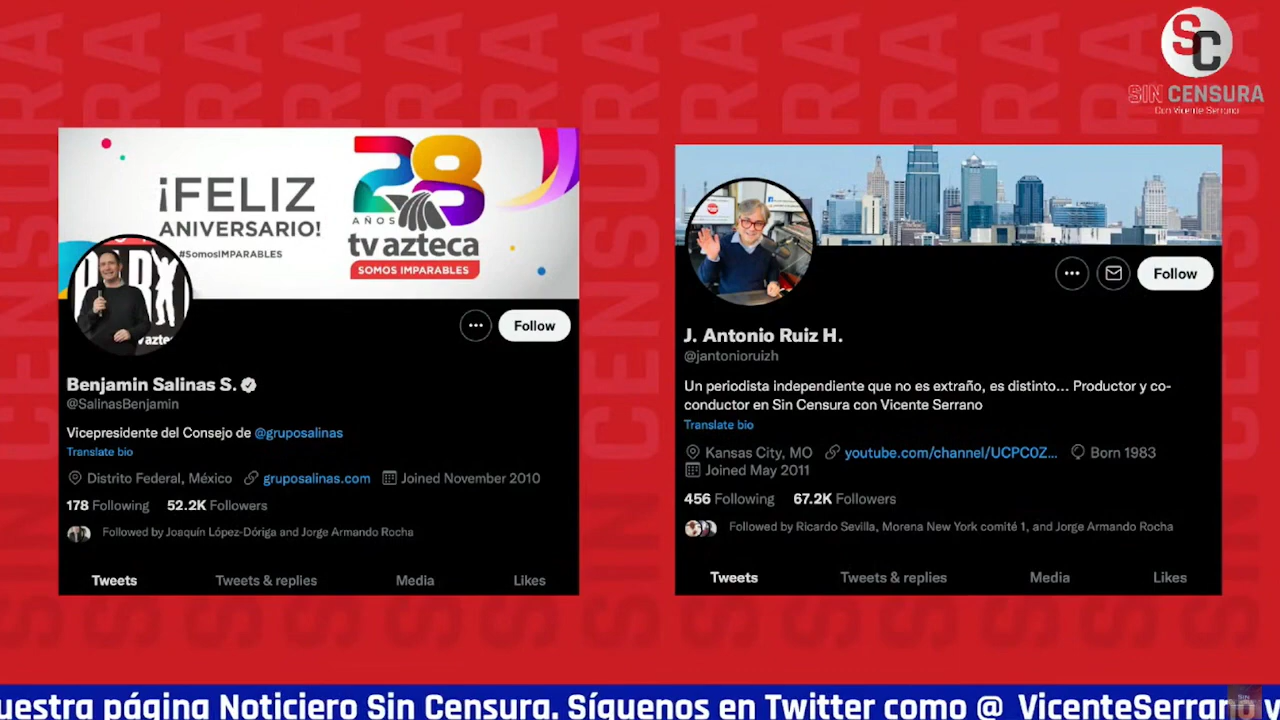 SC
SIN CENSURA
Con Vicente Serrano
¡FELIZ
ANIVERSARIO!
#SomosIMPARABLES
28
AÑOS
tv azteca
SOMOS IMPARABLES
Follow
Benjamin Salinas S.
@SalinasBenjamin
Vicepresidente del Consejo de @gruposalinas
Translate bio
Distrito Federal, México gruposalinas.com Joined November 2010
178 Following 52.2K Followers
Followed by Joaquín López-Dóriga and Jorge Armando Rocha
Tweets Tweets & replies Media Likes
Follow
J. Antonio Ruiz H.
@jantonioruizh
Un periodista independiente que no es extraño, es distinto... Productor y co-
conductor en Sin Censura con Vicente Serrano
Translate bio
Kansas City, MO youtube.com/channel/UCPC0Z... Born 1983
Joined May 2011
456 Following 67.2K Followers
Followed by Ricardo Sevilla, Morena New York comité 1, and Jorge Armando Rocha
Tweets Tweets & replies Media Likes
uestra página Noticiero Sin Censura. Síguenos en Twitter como @_VicenteSerrano y